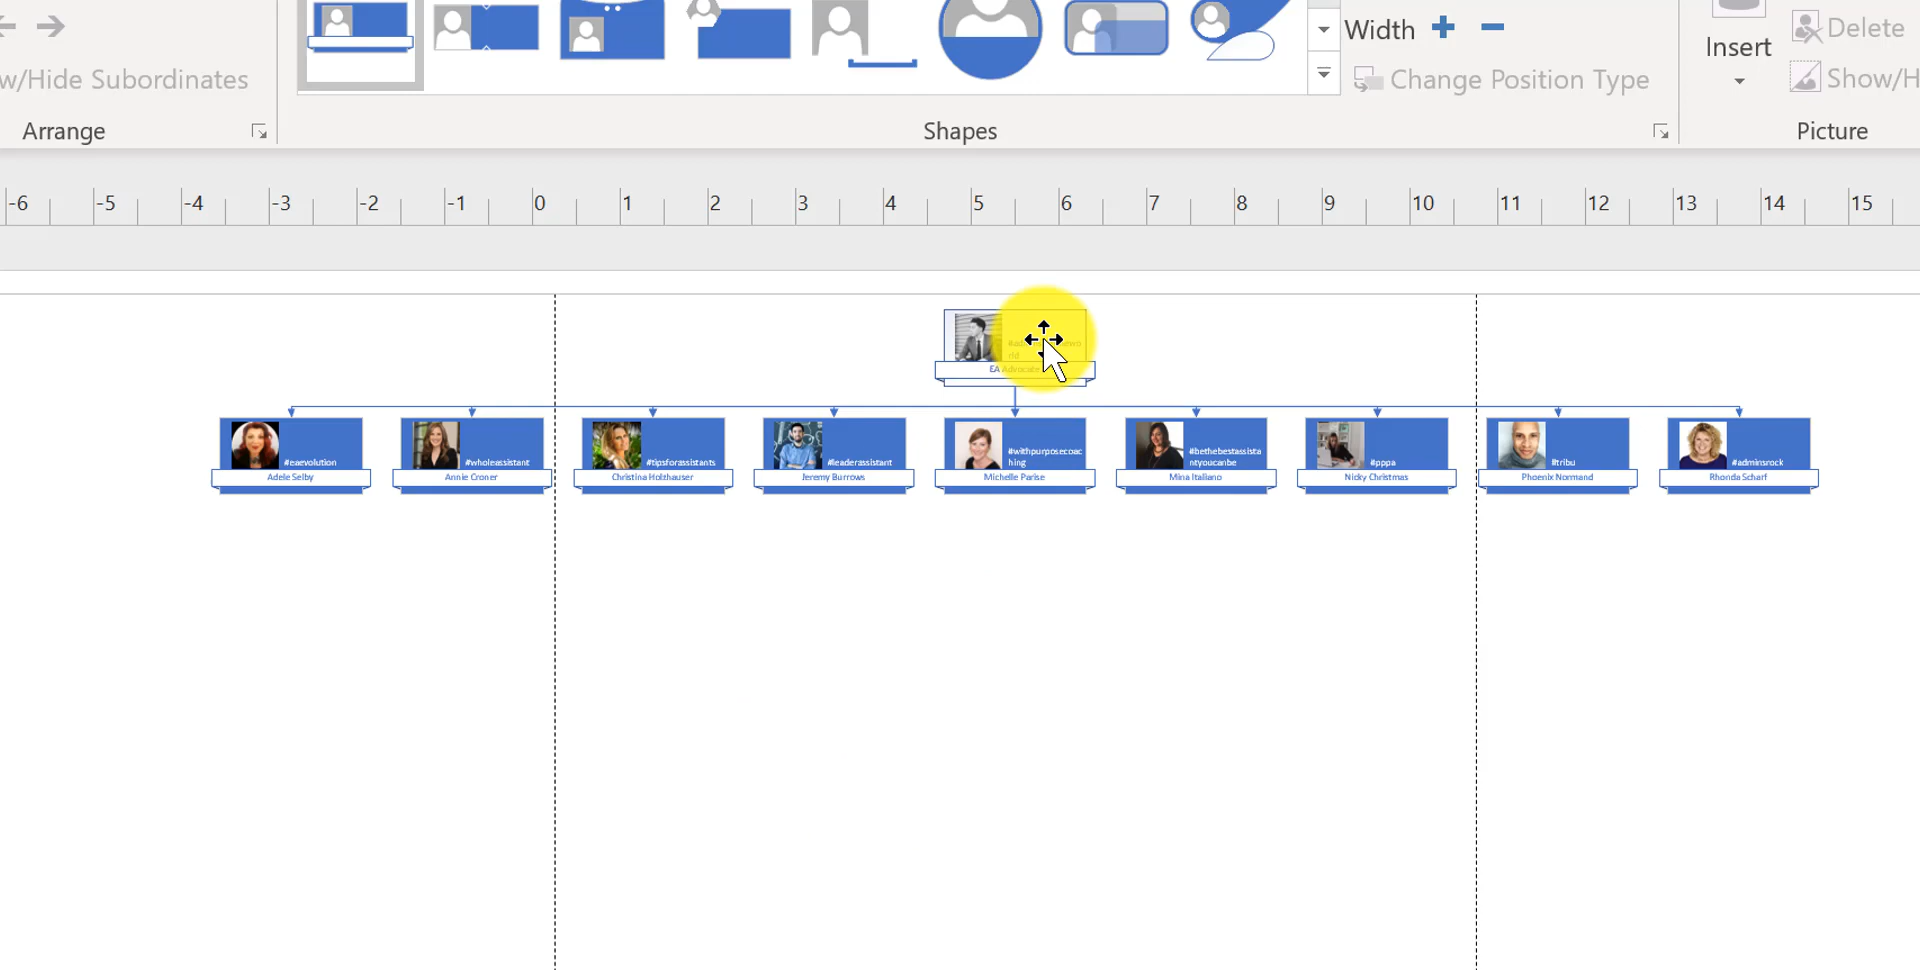 Width
Insert
Delete
w/Hide Subordinates
Change Position Type
Show/H
Arrange
Shapes
Picture
-6 -5 -4 -3 -2 -1 0 1 2 3 4 5 6 7 8 9 10 11 12 13 14 15
rld
EA Advocate
#eaevolution
Adele Selby
#wholeassistant
Annie Croner
#tipsforassistants
Christina Holzhauser
#leaderassistant
Jeremy Burrows
#withpurposecoac
hing
Michelle Parise
#bethebestassista
ntyoucanbe
Mina Italiano
#pppa
Nicky Christmas
#tribu
Phoenix Normand
#adminsrock
Rhonda Scharf